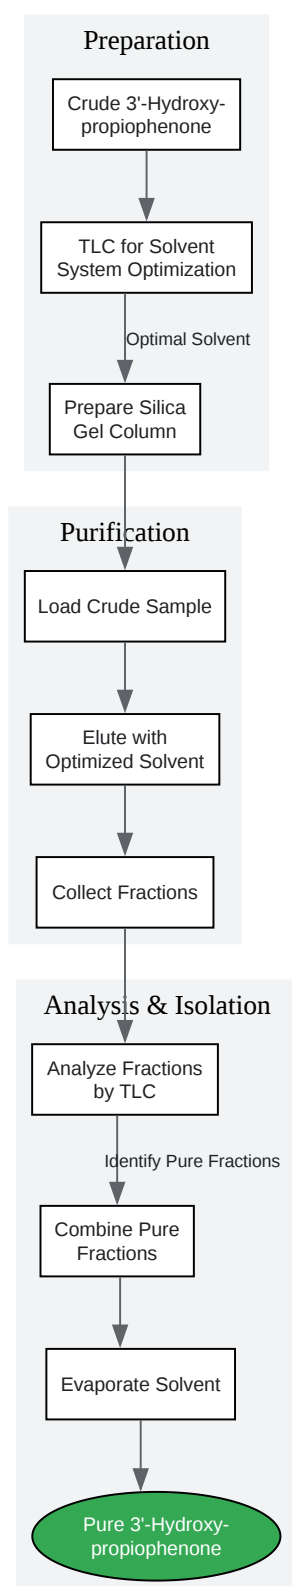 Preparation
Crude 3'-Hydroxy-
propiophenone
TLC for Solvent
System Optimization
Optimal Solvent
Prepare Silica
Gel Column
Purification
Load Crude Sample
Elute with
Optimized Solvent
Collect Fractions
Analysis & Isolation
Analyze Fractions
by TLC
Identify Pure Fractions
Combine Pure
Fractions
Evaporate Solvent
Pure 3'-Hydroxy-
propiophenone